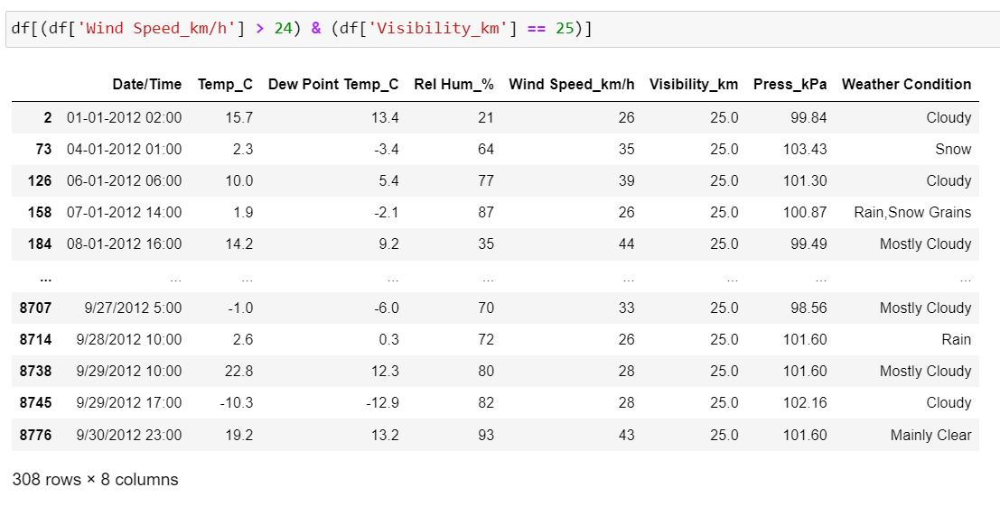 df[(df['Wind Speed_km/h'] > 24) & (df['Visibility_km'] == 25)]
Date/Time Temp_C Dew Point Temp_C Rel Hum_% Wind Speed_km/h Visibility_km Press_kPa Weather Condition
2 01-01-2012 02:00 15.7 13.4 21 26 25.0 99.84 Cloudy
73 04-01-2012 01:00 2.3 -3.4 64 35 25.0 103.43 Snow
126 06-01-2012 06:00 10.0 5.4 77 39 25.0 101.30 Cloudy
158 07-01-2012 14:00 1.9 -2.1 87 26 25.0 100.87 Rain,Snow Grains
184 08-01-2012 16:00 14.2 9.2 35 44 25.0 99.49 Mostly Cloudy
... ... ... ... ... ... ... ... ...
8707 9/27/2012 5:00 -1.0 -6.0 70 33 25.0 98.56 Mostly Cloudy
8714 9/28/2012 10:00 2.6 0.3 72 26 25.0 101.60 Rain
8738 9/29/2012 10:00 22.8 12.3 80 28 25.0 101.60 Mostly Cloudy
8745 9/29/2012 17:00 -10.3 -12.9 82 28 25.0 102.16 Cloudy
8776 9/30/2012 23:00 19.2 13.2 93 43 25.0 101.60 Mainly Clear
308 rows × 8 columns